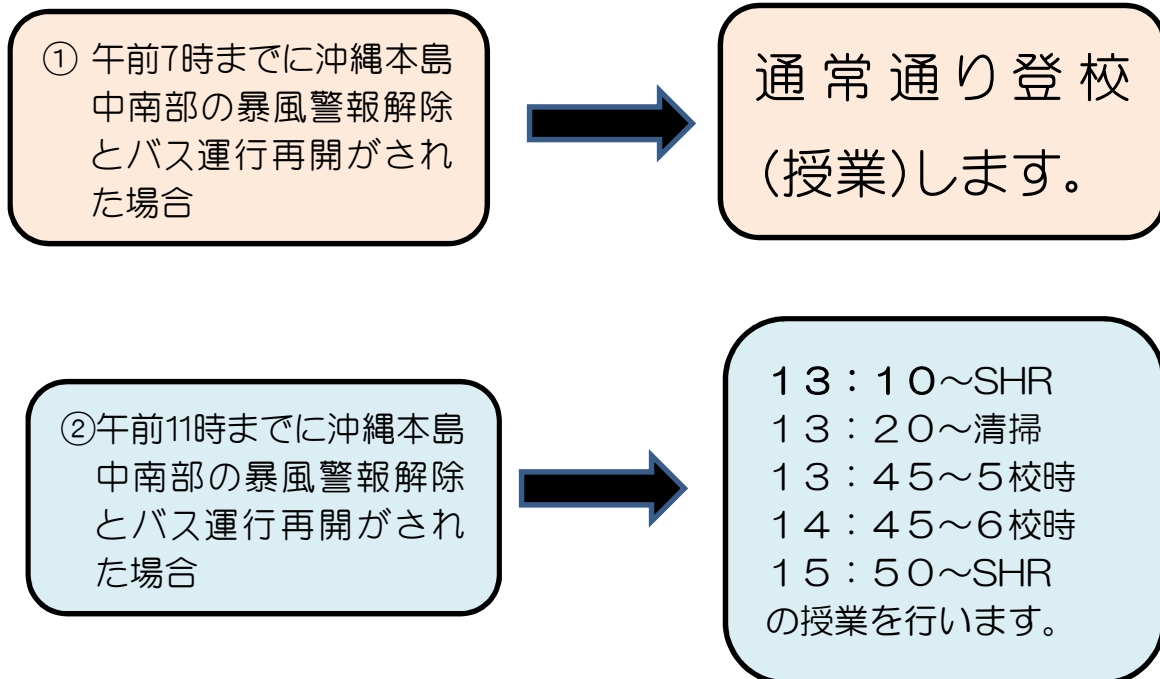 ① 午前7時までに沖縄本島
中南部の暴風警報解除
とバス運行再開がされ
た場合
通常通り登校
(授業)します。
②午前11時までに沖縄本島
中南部の暴風警報解除
とバス運行再開がされ
た場合
１３：１０～SHR
１３：２０～清掃
１３：４５～５校時
１４：４５～６校時
１５：５０～SHR
の授業を行います。